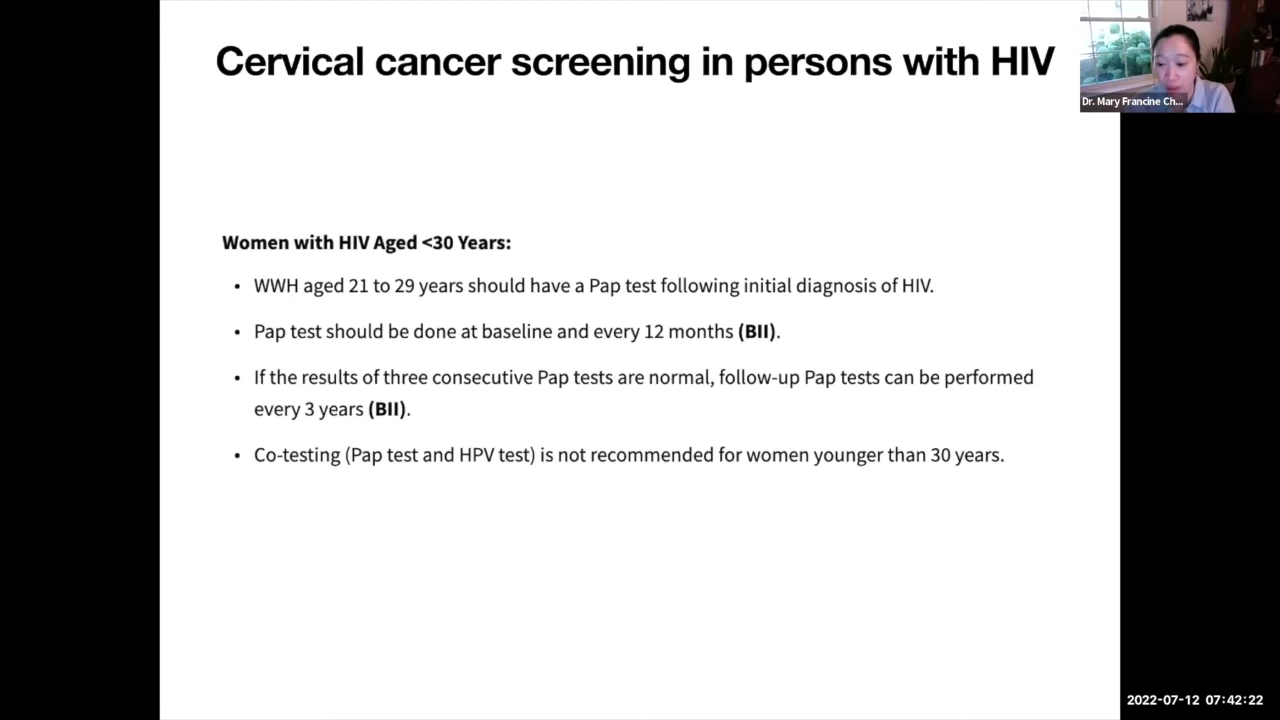 Cervical cancer screening in persons with HIV
Dr. Mary Francine Ch...
Women with HIV Aged <30 Years:
• WWH aged 21 to 29 years should have a Pap test following initial diagnosis of HIV.
• Pap test should be done at baseline and every 12 months (BII).
• If the results of three consecutive Pap tests are normal, follow-up Pap tests can be performed
every 3 years (BII).
• Co-testing (Pap test and HPV test) is not recommended for women younger than 30 years.
2022-07-12 07:42:22